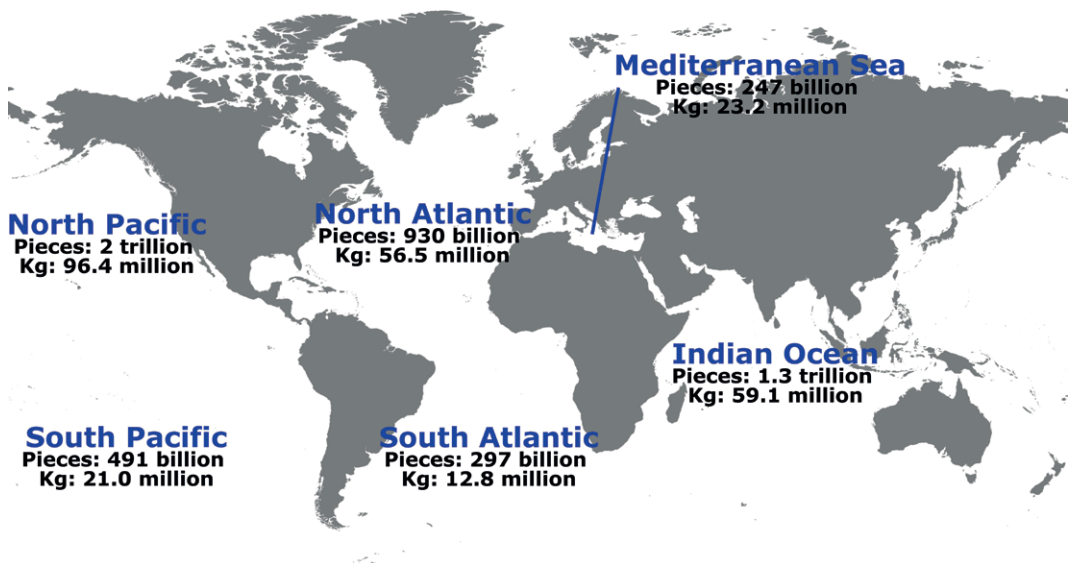 Mediterranean Sea
Pieces: 247 billion
Kg: 23.2 million
North Pacific
Pieces: 2 trillion
Kg: 96.4 million
North Atlantic
Pieces: 930 billion
Kg: 56.5 million
Indian Ocean
Pieces: 1.3 trillion
Kg: 59.1 million
South Pacific
Pieces: 491 billion
Kg: 21.0 million
South Atlantic
Pieces: 297 billion
Kg: 12.8 million